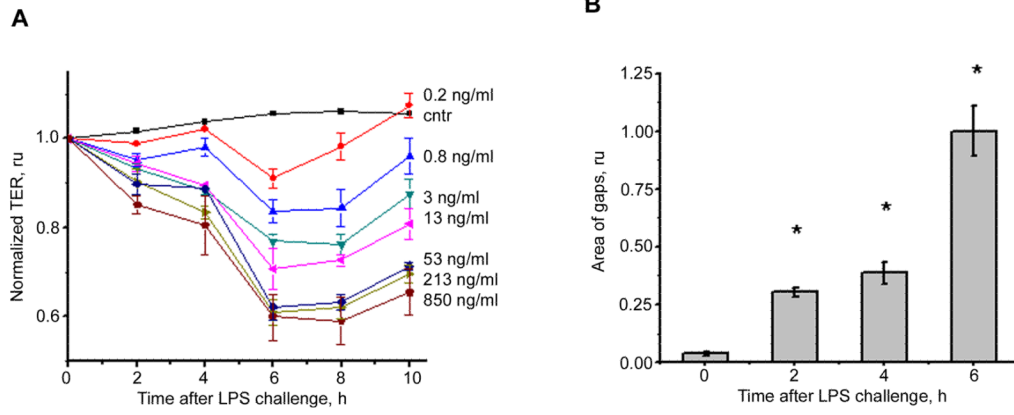 A
Normalized TER, ru
1.0
0.8
0.6
0 2 4 6 8 10
Time after LPS challenge, h
0.2 ng/ml
cntr
0.8 ng/ml
3 ng/ml
13 ng/ml
53 ng/ml
213 ng/ml
850 ng/ml
B
Area of gaps, ru
1.25
1.00
0.75
0.50
0.25
0.00
* * *
0 2 4 6
Time after LPS challenge, h